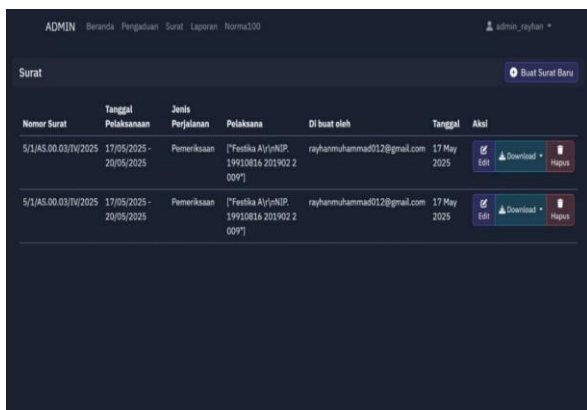 ADMIN Beranda Pengaduan Surat Laporan Norma100 admin_rayhan
Surat
Buat Surat Baru
Nomor Surat Tanggal Pelaksanaan Jenis Perjalanan Pelaksana Di buat oleh Tanggal Aksi
5/1/AS.00.03/IV/2025 17/05/2025 - Pemeriksaan ["Festika A\r\nNIP. rayhanmuhammad012@gmail.com 17 May Edit Download Hapus
20/05/2025 19910816 201902 2 2025
009"]
5/1/AS.00.03/IV/2025 17/05/2025 - Pemeriksaan ["Festika A\r\nNIP. rayhanmuhammad012@gmail.com 17 May Edit Download Hapus
20/05/2025 19910816 201902 2 2025
009"]